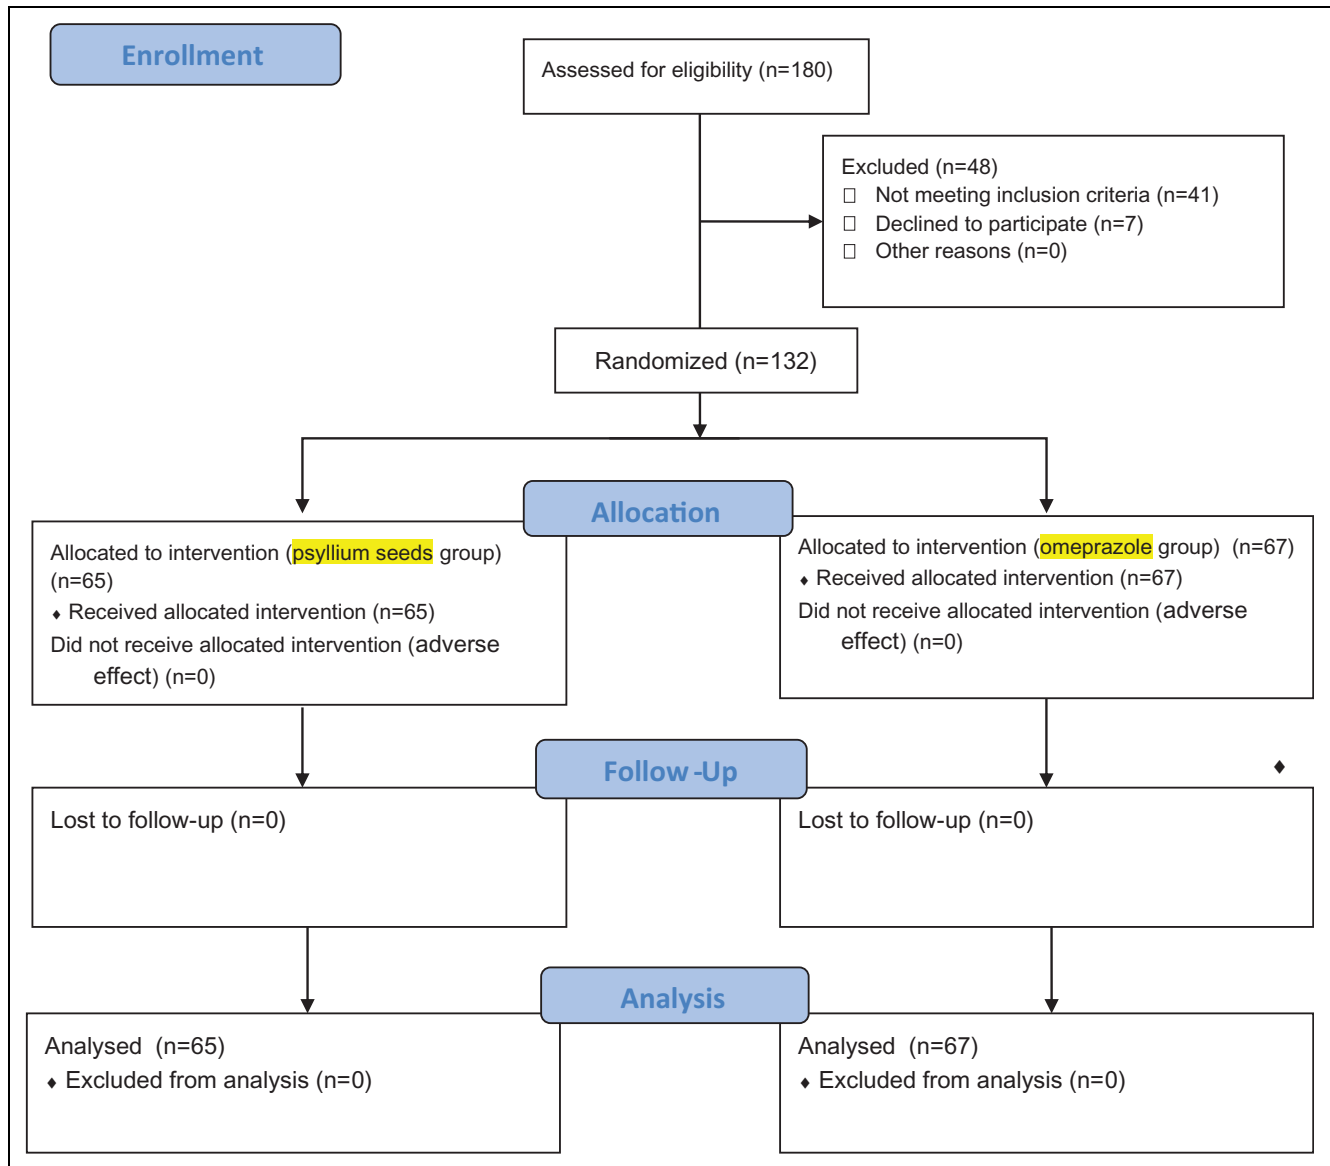 Enrollment
Assessed for eligibility (n=180)
Excluded (n=48)
□ Not meeting inclusion criteria (n=41)
□ Declined to participate (n=7)
□ Other reasons (n=0)
Randomized (n=132)
Allocation
Allocated to intervention (psyllium seeds group)
(n=65)
♦ Received allocated intervention (n=65)
Did not receive allocated intervention (adverse
effect) (n=0)
Allocated to intervention (omeprazole group) (n=67)
♦ Received allocated intervention (n=67)
Did not receive allocated intervention (adverse
effect) (n=0)
Follow-Up
♦
Lost to follow-up (n=0)
Lost to follow-up (n=0)
Analysis
Analysed (n=65)
♦ Excluded from analysis (n=0)
Analysed (n=67)
♦ Excluded from analysis (n=0)